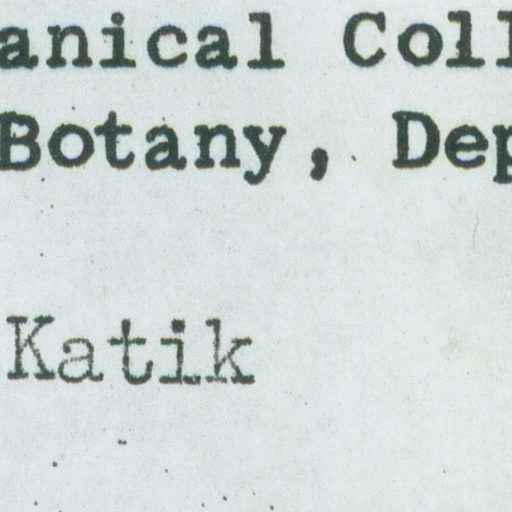 anical Coll
Botany, Dep
Katik